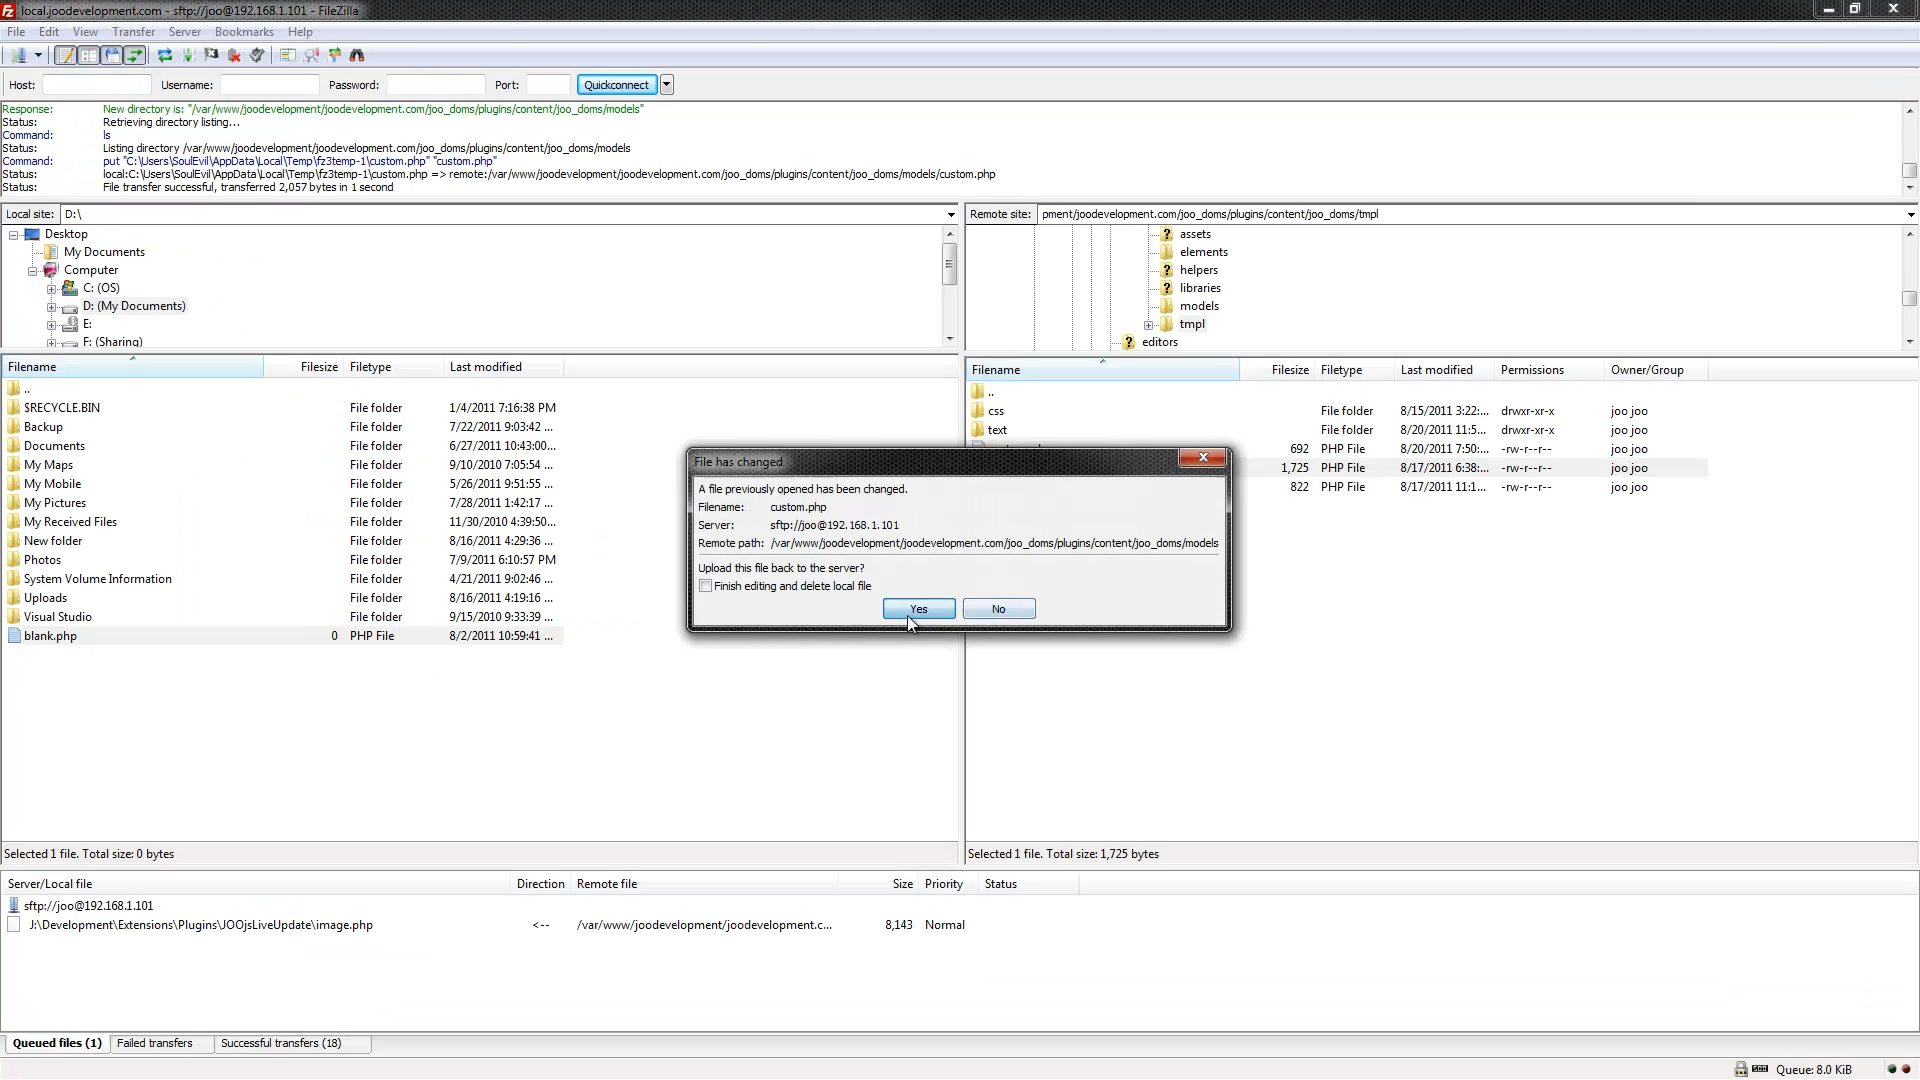 local.joodevelopment.com - sftp://joo@192.168.1.101 - FileZilla
File Edit View Transfer Server Bookmarks Help
Host: Username: Password: Port: Quickconnect
Response: New directory is: "/var/www/joodevelopment/joodevelopment.com/joo_doms/plugins/content/joo_doms/models"
Status: Retrieving directory listing...
Command: ls
Status: Listing directory /var/www/joodevelopment/joodevelopment.com/joo_doms/plugins/content/joo_doms/models
Command: put "C:\Users\SoulEvil\AppData\Local\Temp\fz3temp-1\custom.php" "custom.php"
Status: local:C:\Users\SoulEvil\AppData\Local\Temp\fz3temp-1\custom.php => remote:/var/www/joodevelopment/joodevelopment.com/joo_doms/plugins/content/joo_doms/models/custom.php
Status: File transfer successful, transferred 2,057 bytes in 1 second
Local site: D:\
Desktop
My Documents
Computer
C: (OS)
D: (My Documents)
E:
F: (Sharing)
Filename Filesize Filetype Last modified
..
$RECYCLE.BIN File folder 1/4/2011 7:16:38 PM
Backup File folder 7/22/2011 9:03:42 ...
Documents File folder 6/27/2011 10:43:00...
My Maps File folder 9/10/2010 7:05:54 ...
My Mobile File folder 5/26/2011 9:51:55 ...
My Pictures File folder 7/28/2011 1:42:17 ...
My Received Files File folder 11/30/2010 4:39:50...
New folder File folder 8/16/2011 4:29:36 ...
Photos File folder 7/9/2011 6:10:57 PM
System Volume Information File folder 4/21/2011 9:02:46 ...
Uploads File folder 8/16/2011 4:19:16 ...
Visual Studio File folder 9/15/2010 9:33:39 ...
blank.php 0 PHP File 8/2/2011 10:59:41 ...
Selected 1 file. Total size: 0 bytes
Remote site: pment/joodevelopment.com/joo_doms/plugins/content/joo_doms/tmpl
assets
elements
helpers
libraries
models
tmpl
editors
Filename Filesize Filetype Last modified Permissions Owner/Group
..
css File folder 8/15/2011 3:22:... drwxr-xr-x joo joo
text File folder 8/20/2011 11:5... drwxr-xr-x joo joo
692 PHP File 8/20/2011 7:50:... -rw-r--r-- joo joo
1,725 PHP File 8/17/2011 6:38:... -rw-r--r-- joo joo
822 PHP File 8/17/2011 11:1... -rw-r--r-- joo joo
Selected 1 file. Total size: 1,725 bytes
File has changed
A file previously opened has been changed.
Filename: custom.php
Server: sftp://joo@192.168.1.101
Remote path: /var/www/joodevelopment/joodevelopment.com/joo_doms/plugins/content/joo_doms/models
Upload this file back to the server?
Finish editing and delete local file
Yes No
Server/Local file Direction Remote file Size Priority Status
sftp://joo@192.168.1.101
J:\Development\Extensions\Plugins\JOOjsLiveUpdate\image.php <-- /var/www/joodevelopment/joodevelopment.c... 8,143 Normal
Queued files (1) Failed transfers Successful transfers (18)
Queue: 8.0 KiB